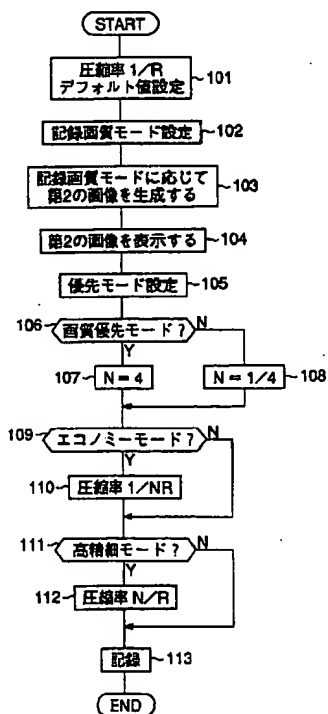 START
圧縮率 1/R
デフォルト値設定
101
記録画質モード設定
102
記録画質モードに応じて
第2の画像を生成する
103
第2の画像を表示する
104
優先モード設定
105
106
画質優先モード?
N
Y
107
N = 4
N = 1/4
108
109
エコノミーモード?
N
Y
110
圧縮率 1/NR
111
高精細モード?
N
Y
112
圧縮率 N/R
記録
113
END